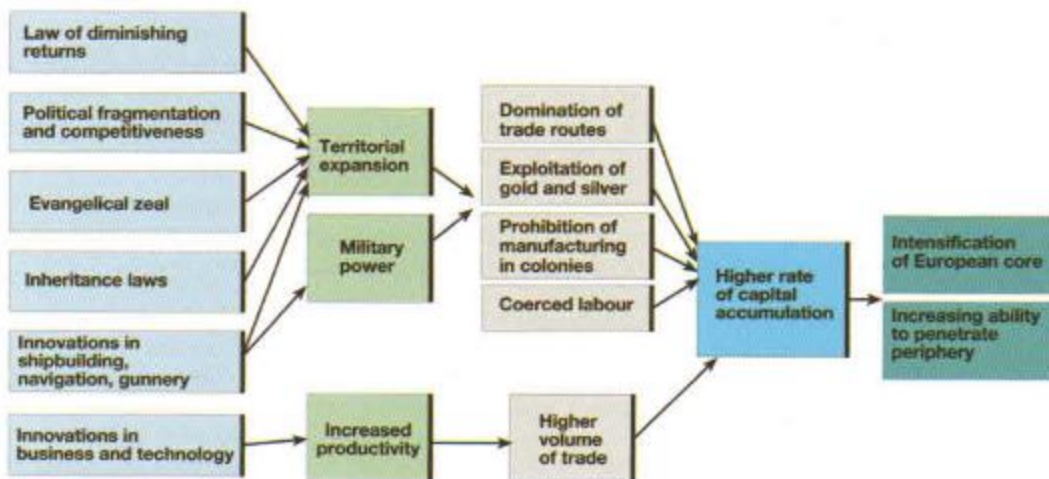 Law of diminishing
returns
Political fragmentation
and competitiveness
Evangelical zeal
Inheritance laws
Innovations in
shipbuilding,
navigation, gunnery
Innovations in
business and technology
Territorial
expansion
Military
power
Increased
productivity
Domination of
trade routes
Exploitation of
gold and silver
Prohibition of
manufacturing
in colonies
Coerced labour
Higher
volume
of trade
Higher rate
of capital
accumulation
Intensification
of European core
Increasing ability
to penetrate
periphery